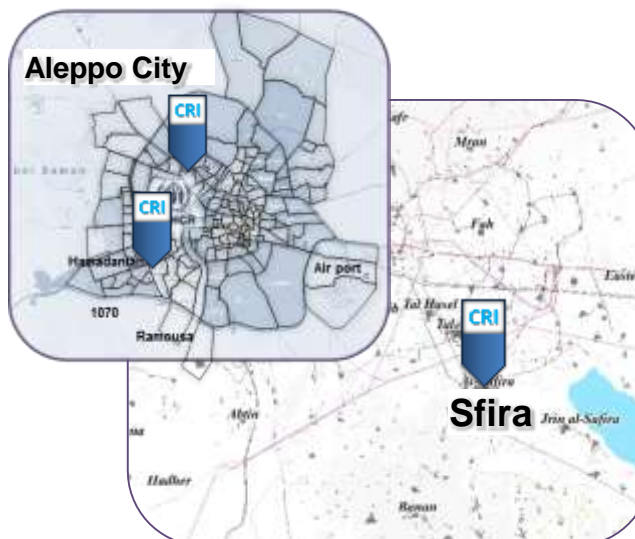 Aleppo City
CRI
CRI
Air port
1070
Ramousa
Mran
Fah
Tal Hasel
CRI
Sfira
Jrin al-Safira
Abtin
Hadher
Banan